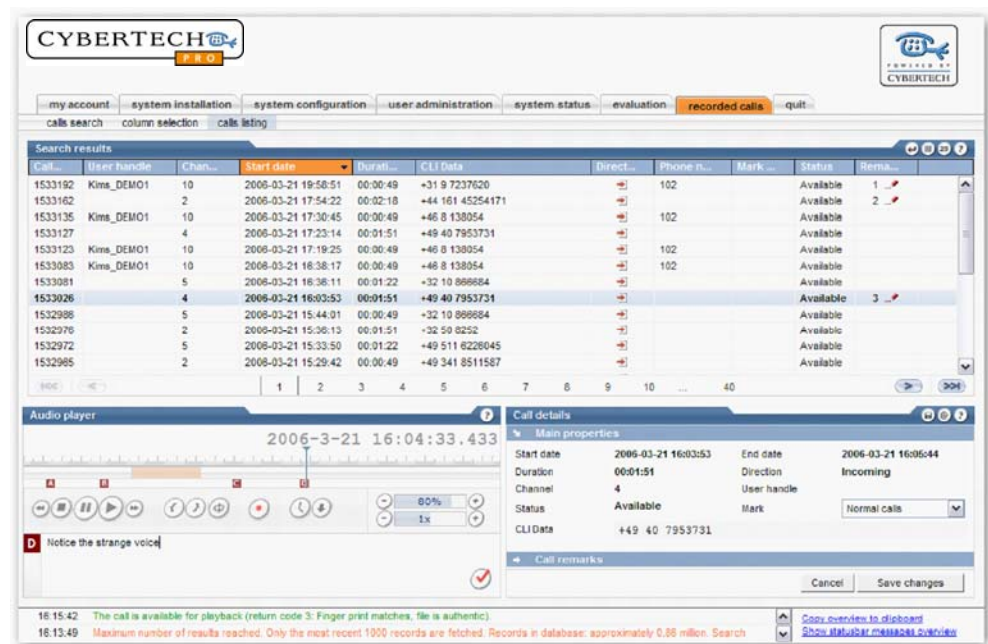 CYBERTECH
PRO
POWERED BY
CYBERTECH
my account system installation system configuration user administration system status evaluation recorded calls quit
calls search column selection calls listing
Search results
Call... User handle Chan... Start date Durati... CLI Data Direct... Phone n... Mark ... Status Rema...
1533192 Kims_DEMO1 10 2006-03-21 19:58:51 00:00:49 +31 9 7237620 102 Available 1
1533162 2 2006-03-21 17:54:22 00:02:18 +44 161 45254171 Available 2
1533135 Kims_DEMO1 10 2006-03-21 17:30:45 00:00:49 +46 8 138054 102 Available
1533127 4 2006-03-21 17:23:14 00:01:51 +49 40 7953731 Available
1533123 Kims_DEMO1 10 2006-03-21 17:19:25 00:00:49 +46 8 138054 102 Available
1533083 Kims_DEMO1 10 2006-03-21 16:38:17 00:00:49 +46 8 138054 102 Available
1533081 5 2006-03-21 16:36:11 00:01:22 +32 10 866684 Available
1533026 4 2006-03-21 16:03:53 00:01:51 +49 40 7953731 Available 3
1532986 5 2006-03-21 15:44:01 00:00:49 +32 10 866684 Available
1532976 2 2006-03-21 15:36:13 00:01:51 +32 50 8252 Available
1532972 5 2006-03-21 15:33:50 00:01:22 +49 511 6226045 Available
1532965 2 2006-03-21 15:29:42 00:00:49 +49 341 8511587 Available
1 2 3 4 5 6 7 8 9 10 ... 40
Audio player
2006-3-21 16:04:33.433
A B C D
80%
1x
D Notice the strange voice
Call details
Main properties
Start date 2006-03-21 16:03:53 End date 2006-03-21 16:05:44
Duration 00:01:51 Direction Incoming
Channel 4 User handle
Status Available Mark Normal calls
CLI Data +49 40 7953731
Call remarks
Cancel Save changes
16:15:42 The call is available for playback (return code 3: Finger print matches, file is authentic).
16:13:49 Maximum number of results reached. Only the most recent 1000 records are fetched. Records in database: approximately 0.86 million. Search
Copy overview to clipboard
Show statusbar messages overview